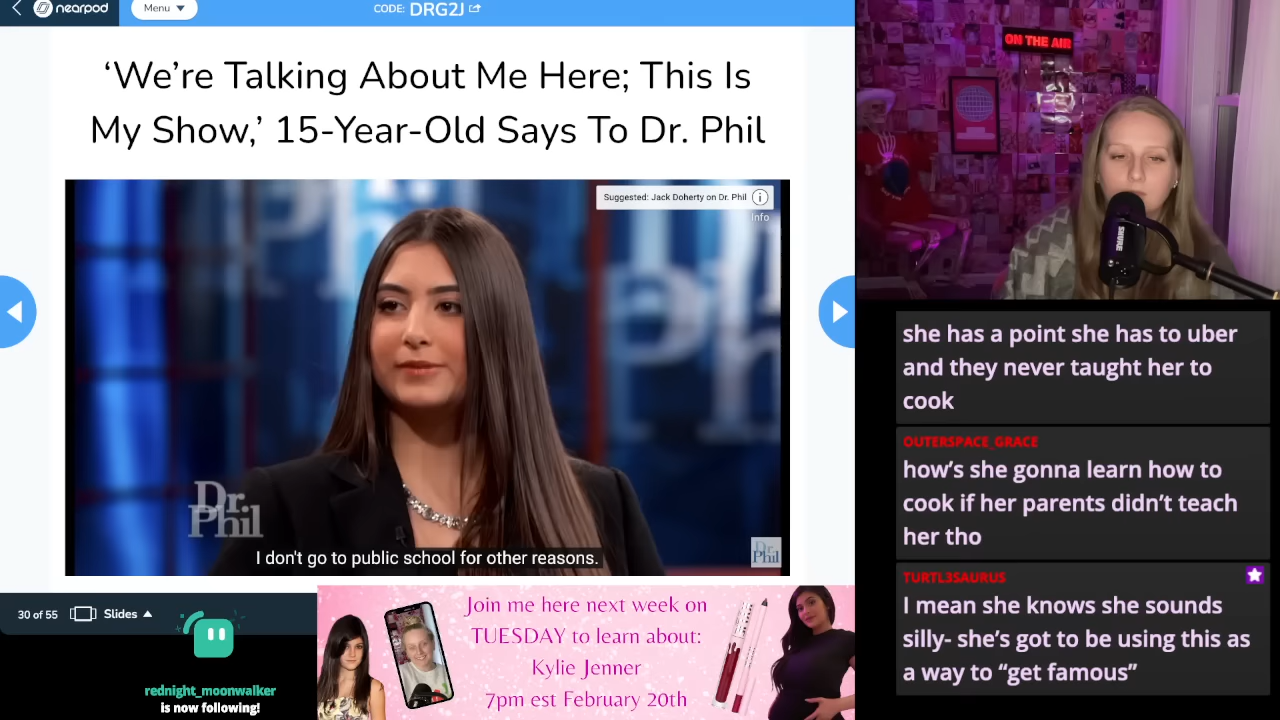 nearpod
Menu
CODE: DRG2J
‘We’re Talking About Me Here; This Is
My Show,’ 15-Year-Old Says To Dr. Phil
Suggested: Jack Doherty on Dr. Phil
Info
Dr.
Phil
I don't go to public school for other reasons.
Dr.
Phil
30 of 55
Slides
rednight_moonwalker
is now following!
Join me here next week on
TUESDAY to learn about:
Kylie Jenner
7pm est February 20th
ON THE AIR
SHURE
she has a point she has to uber
and they never taught her to
cook
OUTERSPACE_GRACE
how’s she gonna learn how to
cook if her parents didn’t teach
her tho
TURTL3SAURUS
I mean she knows she sounds
silly- she’s got to be using this as
a way to “get famous”